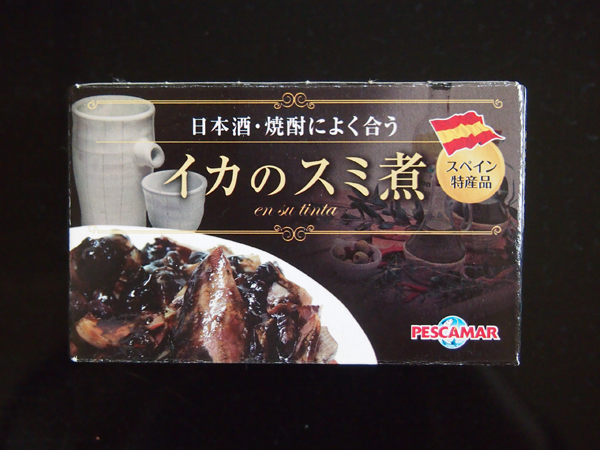 日本酒・焼酎によく合う
イカのスミ煮
en su tinta
スペイン
特産品
PESCAMAR